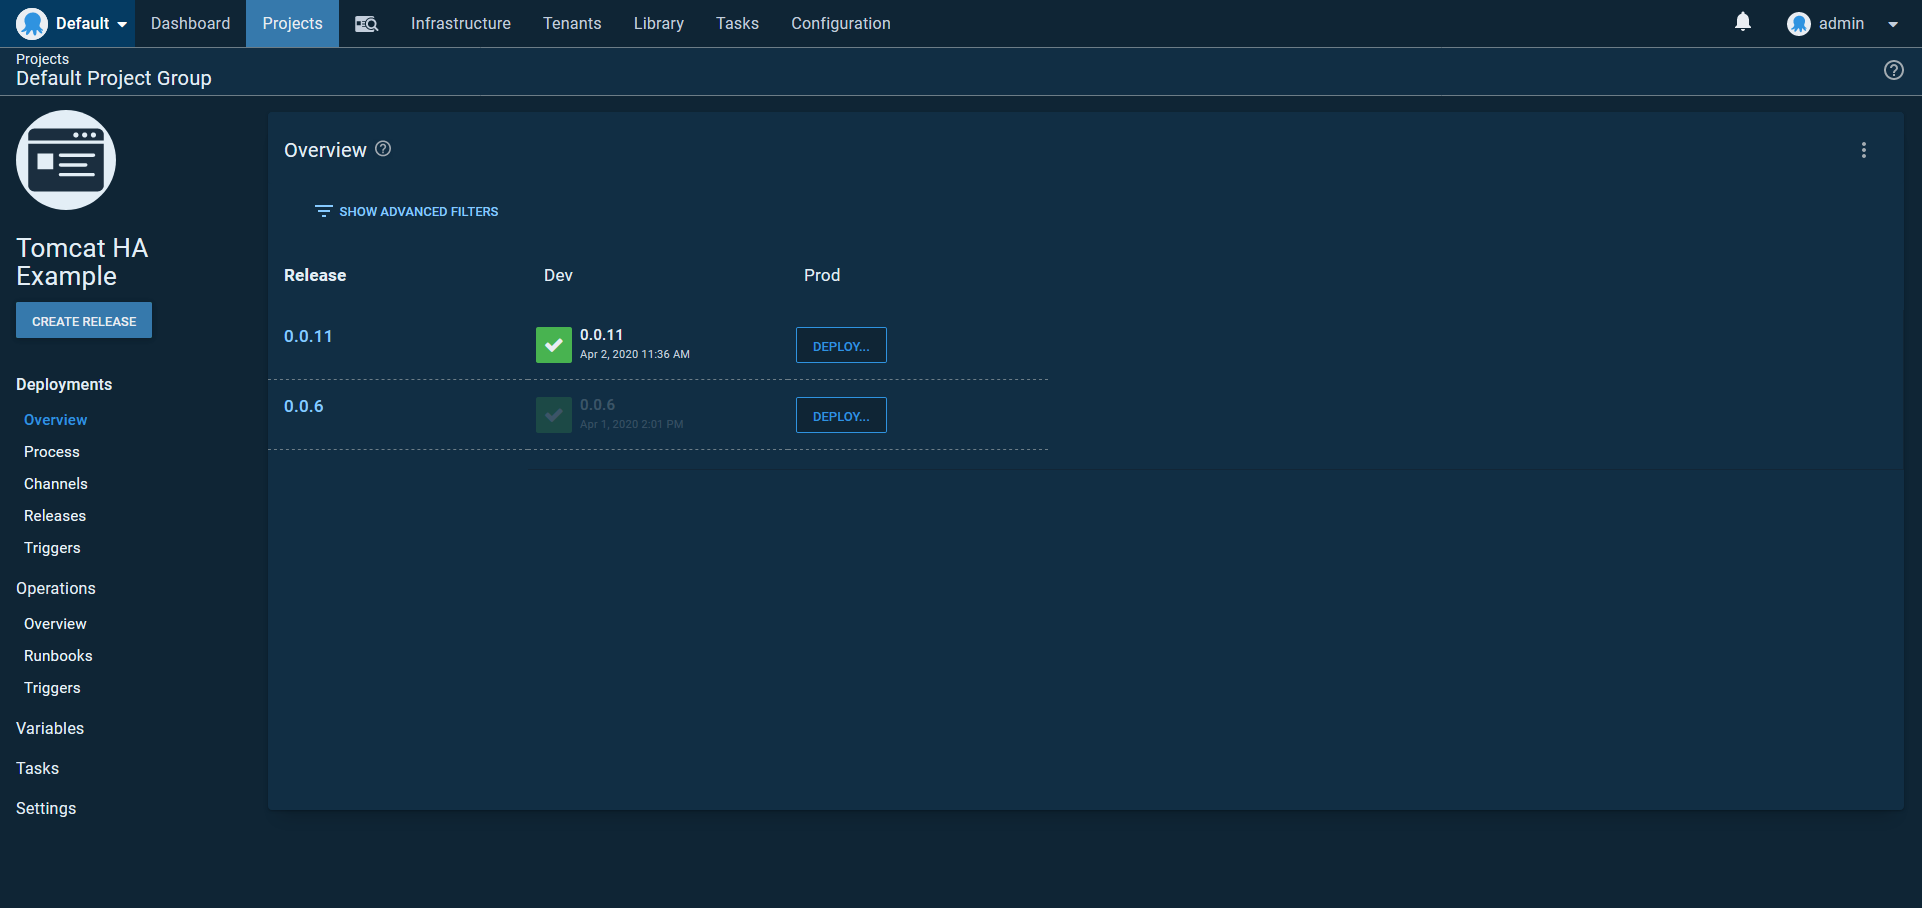 Default Dashboard Projects Infrastructure Tenants Library Tasks Configuration admin
Projects
Default Project Group
Tomcat HA
Example
CREATE RELEASE
Deployments
Overview
Process
Channels
Releases
Triggers
Operations
Overview
Runbooks
Triggers
Variables
Tasks
Settings
Overview
SHOW ADVANCED FILTERS
Release Dev Prod
0.0.11 0.0.11 DEPLOY...
Apr 2, 2020 11:36 AM
0.0.6 0.0.6 DEPLOY...
Apr 1, 2020 2:01 PM